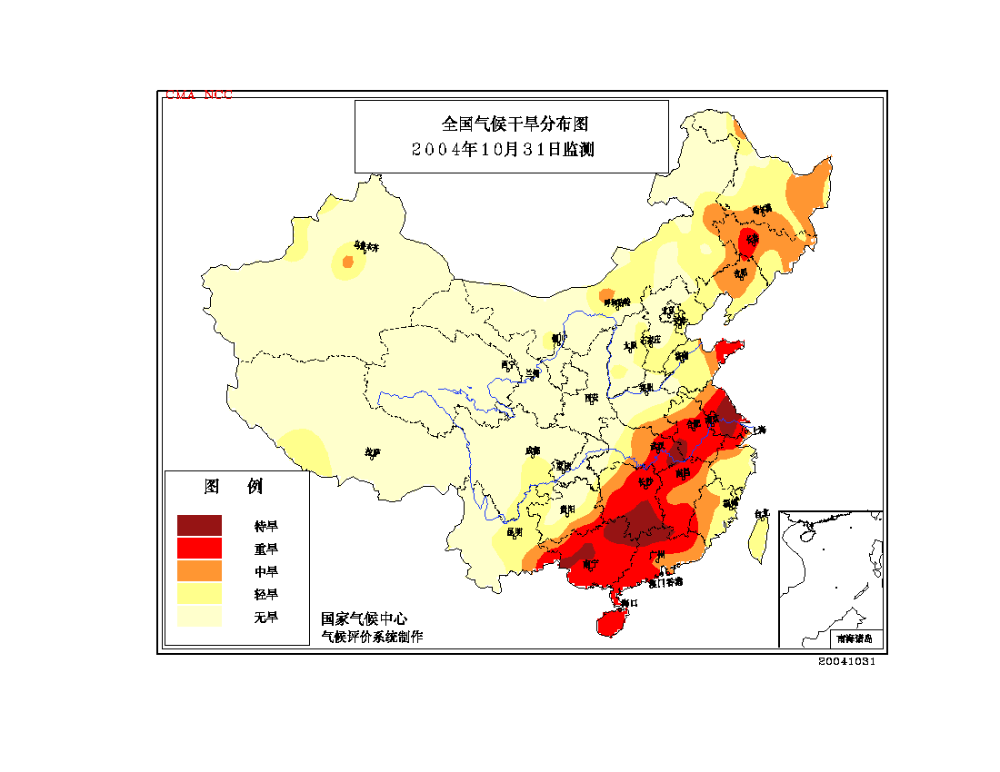 CMA NCC
全国气候干旱分布图
2004年10月31日监测
哈尔滨
乌鲁木齐
长春
沈阳
呼和浩特
北京
天津
银川
太原
石家庄
济南
西宁
兰州
郑州
西安
合肥
南京
上海
拉萨
成都
武汉
重庆
南昌
长沙
福州
贵阳
台北
昆明
广州
南宁
澳门香港
海口
图 例
特旱
重旱
中旱
轻旱
无旱
国家气候中心
气候评价系统制作
南海诸岛
20041031